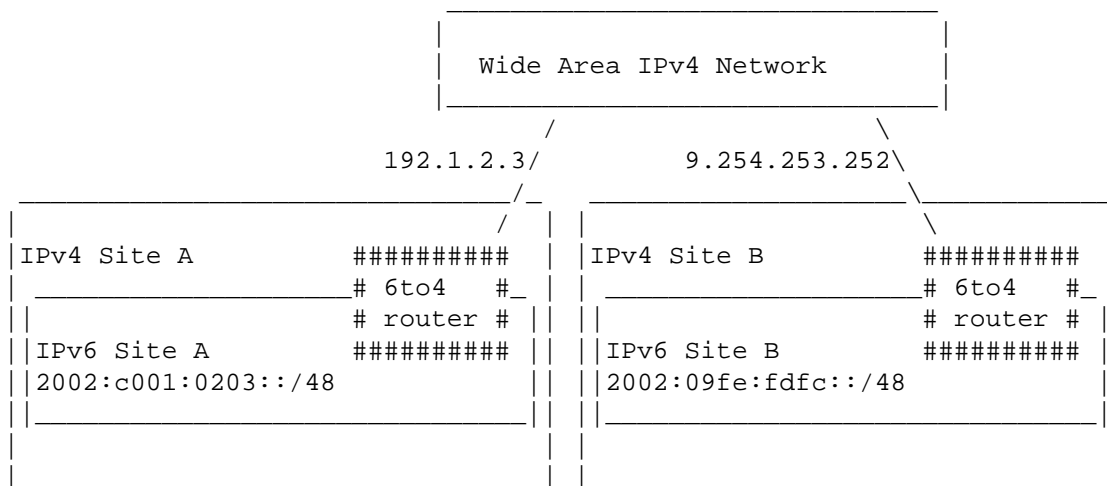 Wide Area IPv4 Network
192.1.2.3/ 9.254.253.252\
IPv4 Site A ########## IPv4 Site B ##########
# 6to4 # # 6to4 #
# router # # router #
IPv6 Site A ########## IPv6 Site B ##########
2002:c001:0203::/48 2002:09fe:fdfc::/48